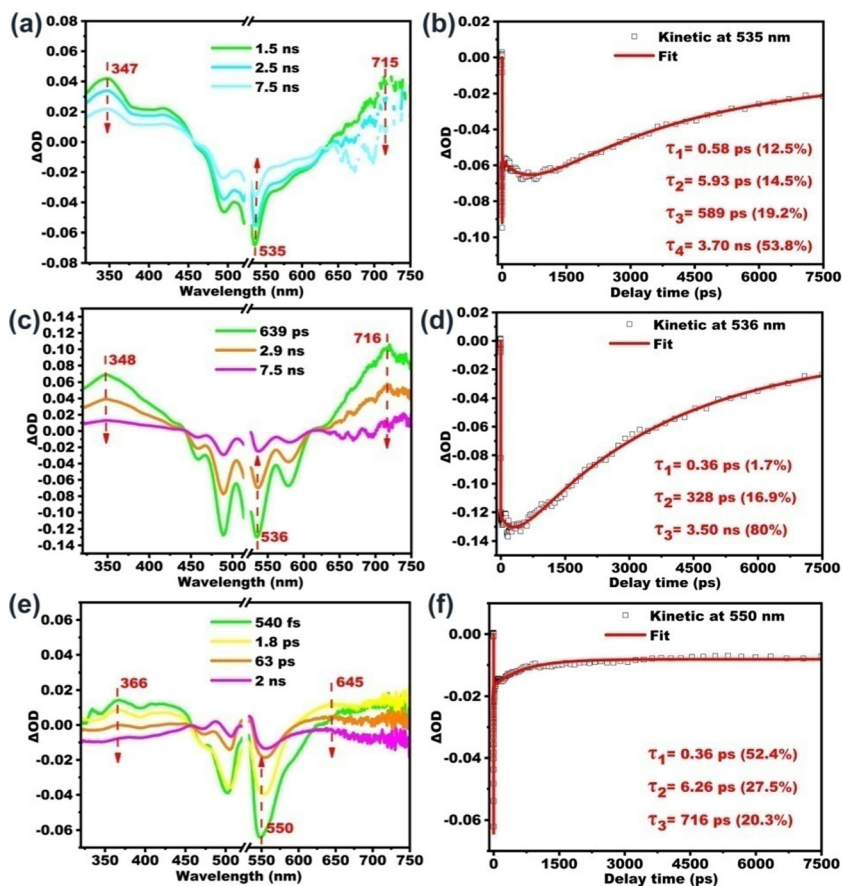 (a)
0.08
0.06
0.04
0.02
0.00
-0.02
-0.04
-0.06
-0.08
ΔOD
347
1.5 ns
2.5 ns
7.5 ns
715
535
350 400 450 500 550 600 650 700 750
Wavelength (nm)
(b)
0.00
-0.02
-0.04
-0.06
-0.08
-0.10
ΔOD
Kinetic at 535 nm
Fit
τ1= 0.58 ps (12.5%)
τ2= 5.93 ps (14.5%)
τ3= 589 ps (19.2%)
τ4= 3.70 ns (53.8%)
0 1500 3000 4500 6000 7500
Delay time (ps)
(c)
0.14
0.12
0.10
0.08
0.06
0.04
0.02
0.00
-0.02
-0.04
-0.06
-0.08
-0.10
-0.12
-0.14
ΔOD
348
639 ps
2.9 ns
7.5 ns
716
536
350 400 450 500 550 600 650 700 750
Wavelength (nm)
(d)
0.02
0.00
-0.02
-0.04
-0.06
-0.08
-0.10
-0.12
-0.14
ΔOD
Kinetic at 536 nm
Fit
τ1= 0.36 ps (1.7%)
τ2= 328 ps (16.9%)
τ3= 3.50 ns (80%)
0 1500 3000 4500 6000 7500
Delay time (ps)
(e)
0.06
0.04
0.02
0.00
-0.02
-0.04
-0.06
ΔOD
366
540 fs
1.8 ps
63 ps
2 ns
645
550
350 400 450 500 550 600 650 700 750
Wavelength (nm)
(f)
0.00
-0.02
-0.04
-0.06
ΔOD
Kinetic at 550 nm
Fit
τ1= 0.36 ps (52.4%)
τ2= 6.26 ps (27.5%)
τ3= 716 ps (20.3%)
0 1500 3000 4500 6000 7500
Delay time (ps)